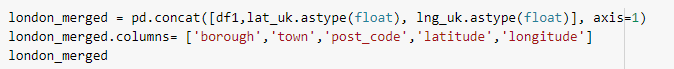 london_merged = pd.concat([df1,lat_uk.astype(float), lng_uk.astype(float)], axis=1)
london_merged.columns= ['borough','town','post_code','latitude','longitude']
london_merged